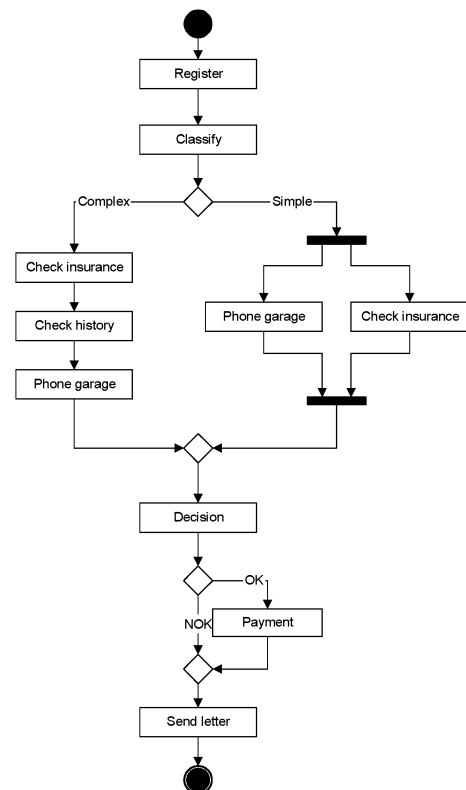 Register
Classify
Complex
Simple
Check insurance
Check history
Phone garage
Phone garage
Check insurance
Decision
OK
NOK
Payment
Send letter